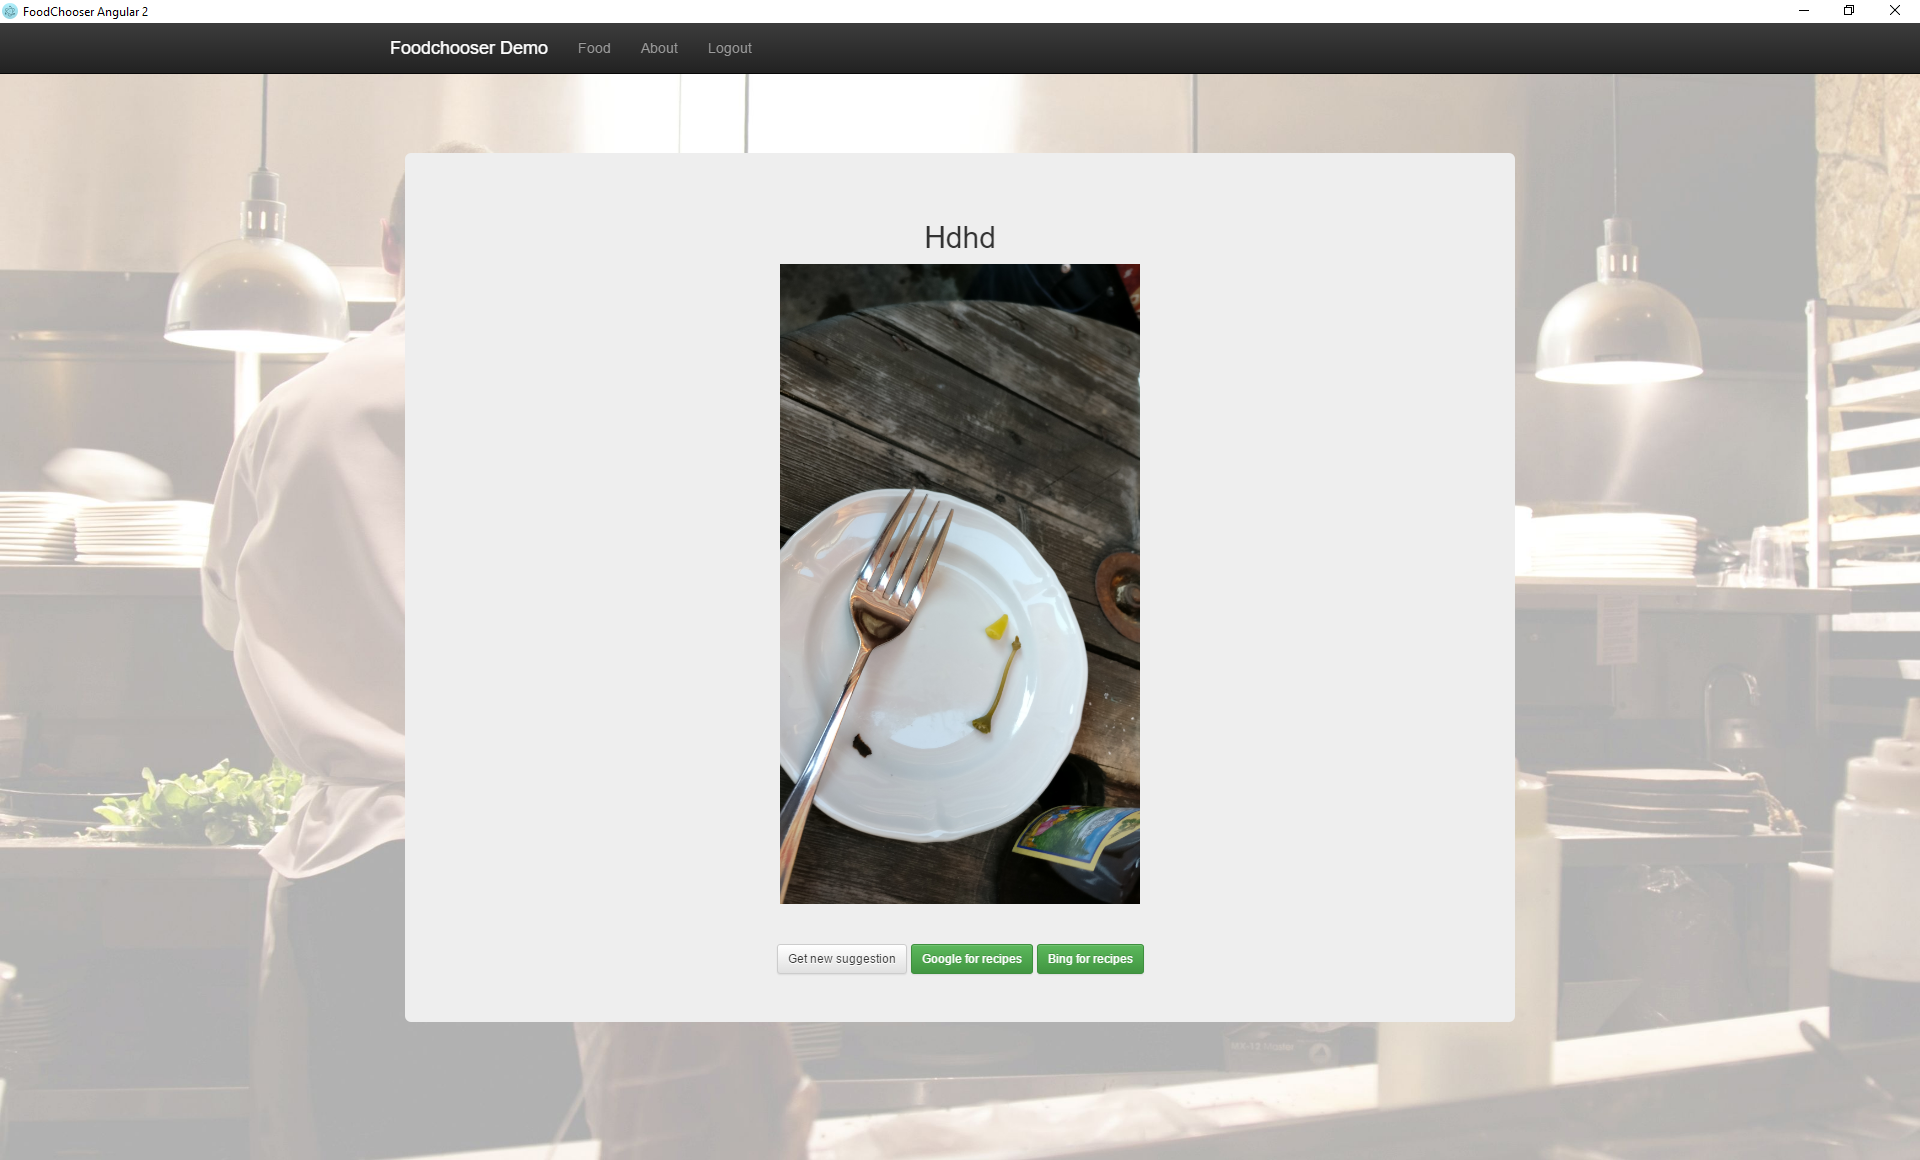 FoodChooser Angular 2
Foodchooser Demo Food About Logout
Hdhd
Get new suggestion Google for recipes Bing for recipes